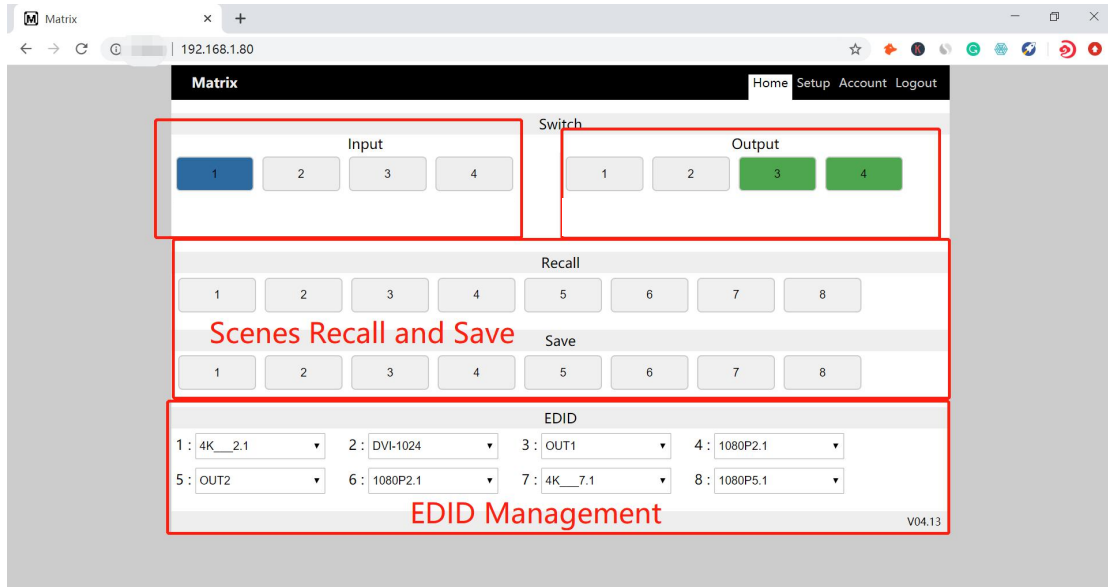 M Matrix
192.168.1.80
Matrix Home Setup Account Logout
Switch
Input Output
1 2 3 4 1 2 3 4
Recall
1 2 3 4 5 6 7 8
Scenes Recall and Save
Save
1 2 3 4 5 6 7 8
EDID
1 : 4K___2.1 2 : DVI-1024 3 : OUT1 4 : 1080P2.1
5 : OUT2 6 : 1080P2.1 7 : 4K___7.1 8 : 1080P5.1
EDID Management
V04.13